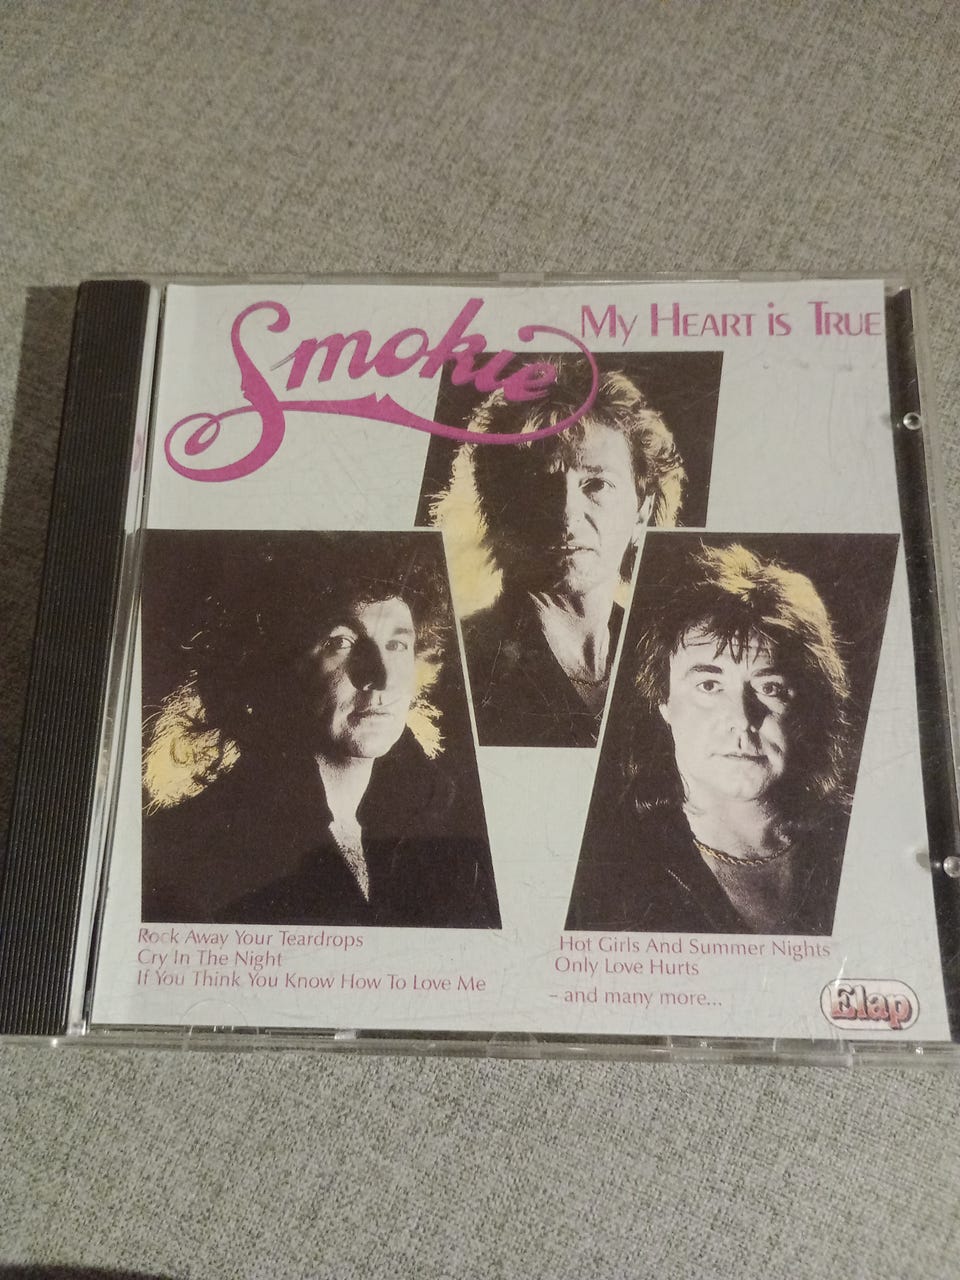 Smokie
My Heart is True
Rock Away Your Teardrops
Cry In The Night
If You Think You Know How To Love Me
Hot Girls And Summer Nights
Only Love Hurts
– and many more...
Elap